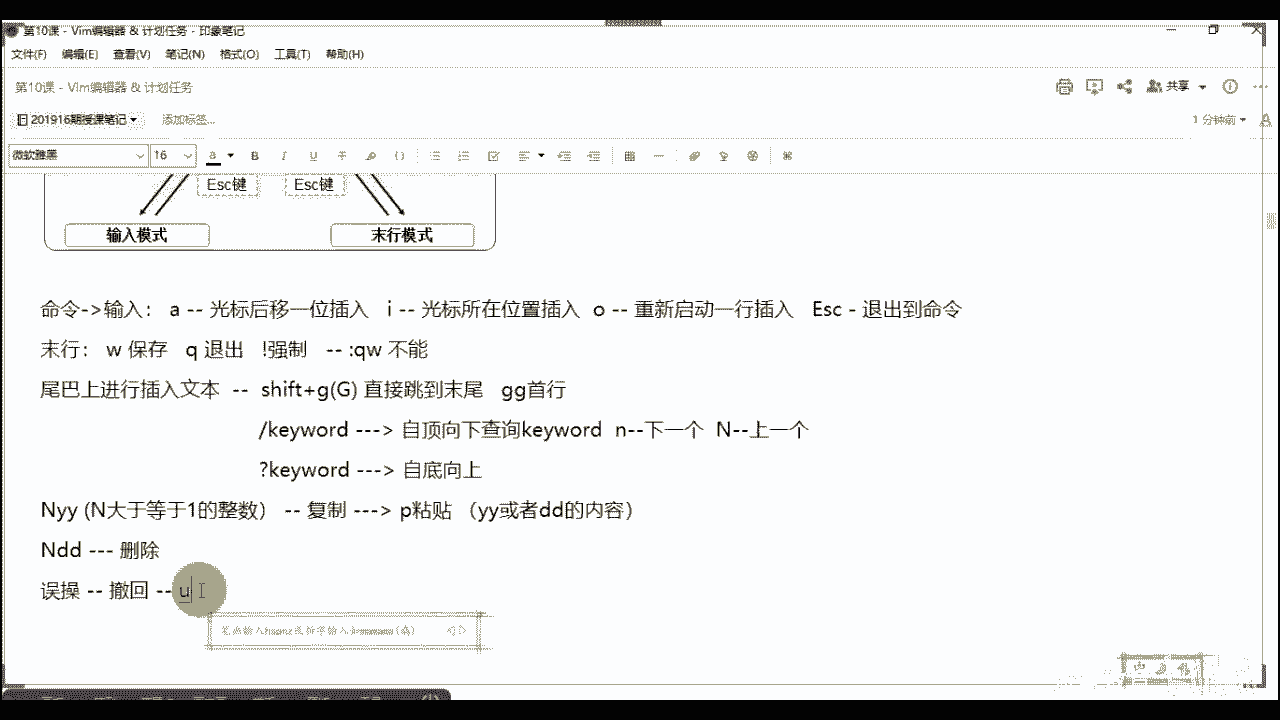 第10课 - Vim编辑器 & 计划任务 - 印象笔记
文件(F) 编辑(E) 查看(V) 笔记(N) 格式(O) 工具(T) 帮助(H)
第10课 - Vim编辑器 & 计划任务
共享
201916期授课笔记 添加标签...
1 分钟前
微软雅黑 16
Esc键 Esc键
输入模式 末行模式
命令->输入： a -- 光标后移一位插入 i -- 光标所在位置插入 o -- 重新启动一行插入 Esc - 退出到命令
末行： w 保存 q 退出 !强制 -- :qw 不能
尾巴上进行插入文本 -- shift+g(G) 直接跳到末尾 gg首行
/keyword ---> 自顶向下查询keyword n--下一个 N--上一个
?keyword ---> 自底向上
Nyy (N大于等于1的整数） -- 复制 ---> p粘贴 （yy或者dd的内容）
Ndd --- 删除
误操 -- 撤回 -- u